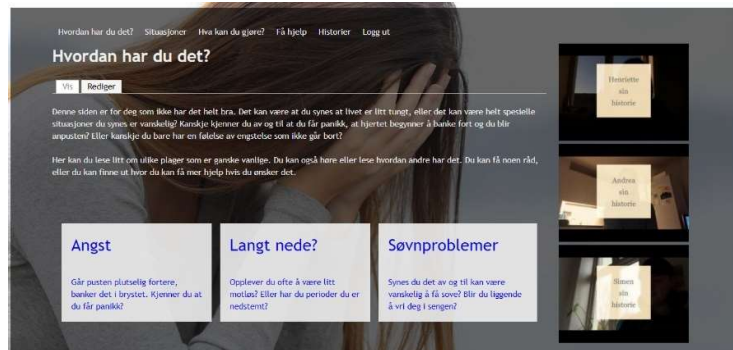 Hvordan har du det? Situasjoner Hva kan du gjøre? Få hjelp Historier Logg ut
Hvordan har du det?
Vis Rediger
Denne siden er for deg som ikke har det helt bra. Det kan være at du synes at livet er litt tungt, eller det kan være helt spesielle
situasjoner du synes er vanskelig? Kanskje kjenner du av og til at du får panikk, at hjertet begynner å banke fort og du blir
anpusten? Eller kanskje du bare har en følelse av engstelse som ikke går bort?
Her kan du lese litt om ulike plager som er ganske vanlige. Du kan også høre eller lese hvordan andre har det. Du kan få noen råd,
eller du kan finne ut hvor du kan få mer hjelp hvis du ønsker det.
Angst
Går pusten plutselig fortere,
banker det i brystet. Kjenner du at
du får panikk?
Langt nede?
Opplever du ofte å være litt
motløs? Eller har du perioder du er
nedstemt?
Søvnproblemer
Synes du det av og til kan være
vanskelig å få sove? Blir du liggende
å vri deg i sengen?
Henriette
sin
historie
Andrea
sin
historie
Simen
sin
historie